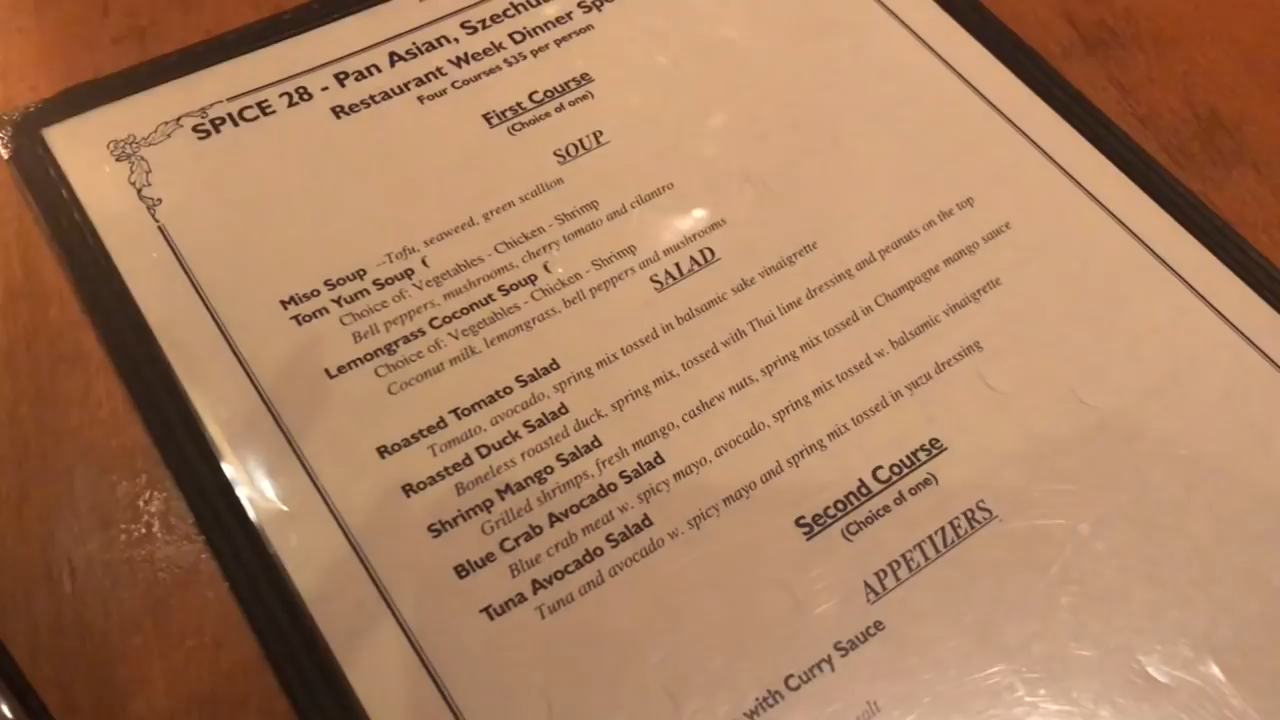 SPICE 28 - Pan Asian,
Restaurant Week Dinner
Four Courses $35 per person
First Course
(Choice of one)
SOUP
Miso Soup --Tofu, seaweed, green scallion
Tom Yum Soup
Choice of: Vegetables - Chicken - Shrimp
Bell peppers, mushrooms, cherry tomato and cilantro
Lemongrass Coconut Soup
Choice of: Vegetables - Chicken - Shrimp
Coconut milk, lemongrass, bell peppers and mushrooms
SALAD
Roasted Tomato Salad
Tomato, avocado, spring mix tossed in balsamic sake vinaigrette
Roasted Duck Salad
Boneless roasted duck, spring mix, tossed with Thai lime dressing and peanuts on the top
Shrimp Mango Salad
Grilled shrimps, fresh mango, cashew nuts, spring mix tossed in Champagne mango sauce
Blue Crab Avocado Salad
Blue crab meat w. spicy mayo, avocado, spring mix tossed w. balsamic vinaigrette
Tuna Avocado Salad
Tuna and avocado w. spicy mayo and spring mix tossed in yuzu dressing
Second Course
(Choice of one)
APPETIZERS
with Curry Sauce